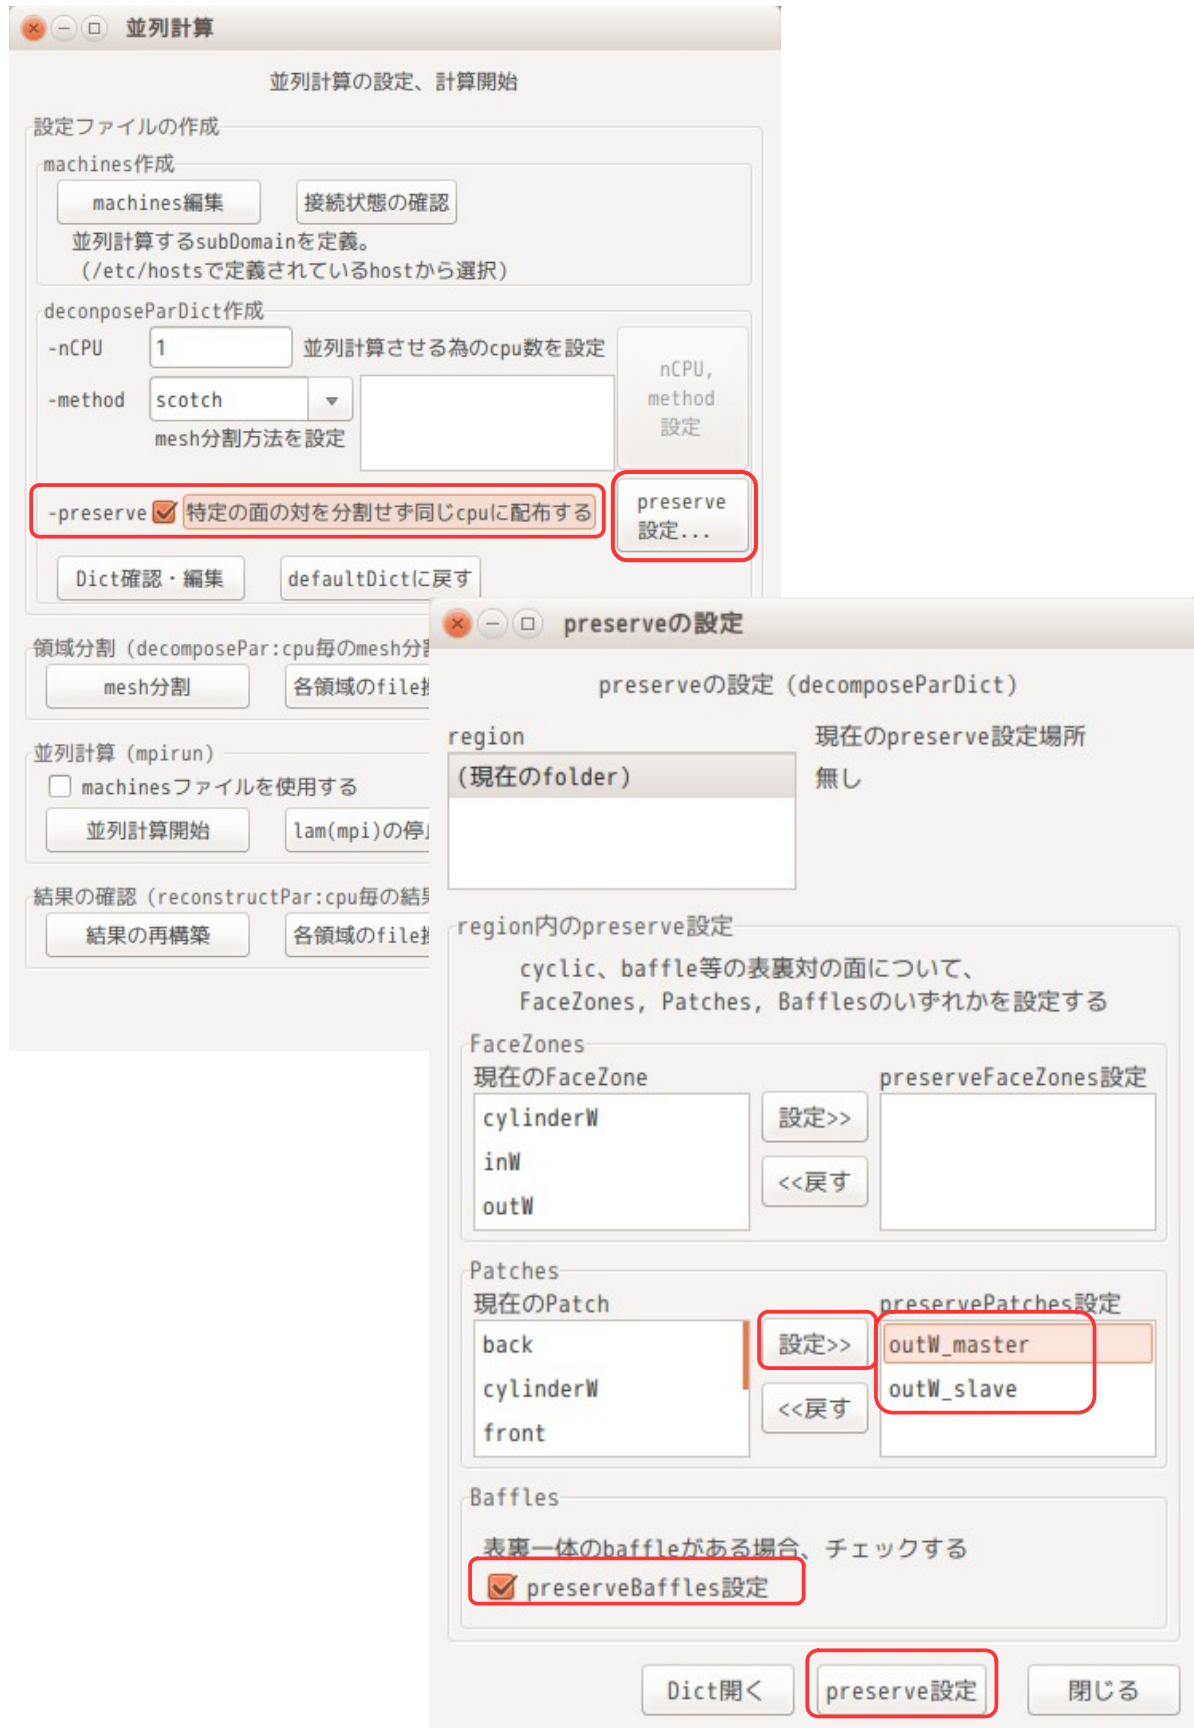 並列計算
並列計算の設定、計算開始
設定ファイルの作成
machines作成
machines編集
接続状態の確認
並列計算するsubDomainを定義。
(/etc/hostsで定義されているhostから選択)
deconposeParDict作成
-nCPU
1
並列計算させる為のcpu数を設定
nCPU,
method
設定
-method
scotch
mesh分割方法を設定
-preserve
特定の面の対を分割せず同じcpuに配布する
preserve
設定...
Dict確認・編集
defaultDictに戻す
領域分割 (decomposePar:cpu毎のmesh分
mesh分割
各領域のfile
並列計算 (mpirun)
machinesファイルを使用する
並列計算開始
lam(mpi)の停
結果の確認 (reconstructPar:cpu毎の結
結果の再構築
各領域のfile
preserveの設定
preserveの設定 (decomposeParDict)
region
現在のpreserve設定場所
(現在のfolder)
無し
region内のpreserve設定
cyclic、baffle等の表裏対の面について、
FaceZones, Patches, Bafflesのいずれかを設定する
FaceZones
現在のFaceZone
preserveFaceZones設定
cylinderW
inW
outW
設定>>
<<戻す
Patches
現在のPatch
preservePatches設定
back
cylinderW
front
設定>>
<<戻す
outW_master
outW_slave
Baffles
表裏一体のbaffleがある場合、チェックする
preserveBaffles設定
Dict開く
preserve設定
閉じる